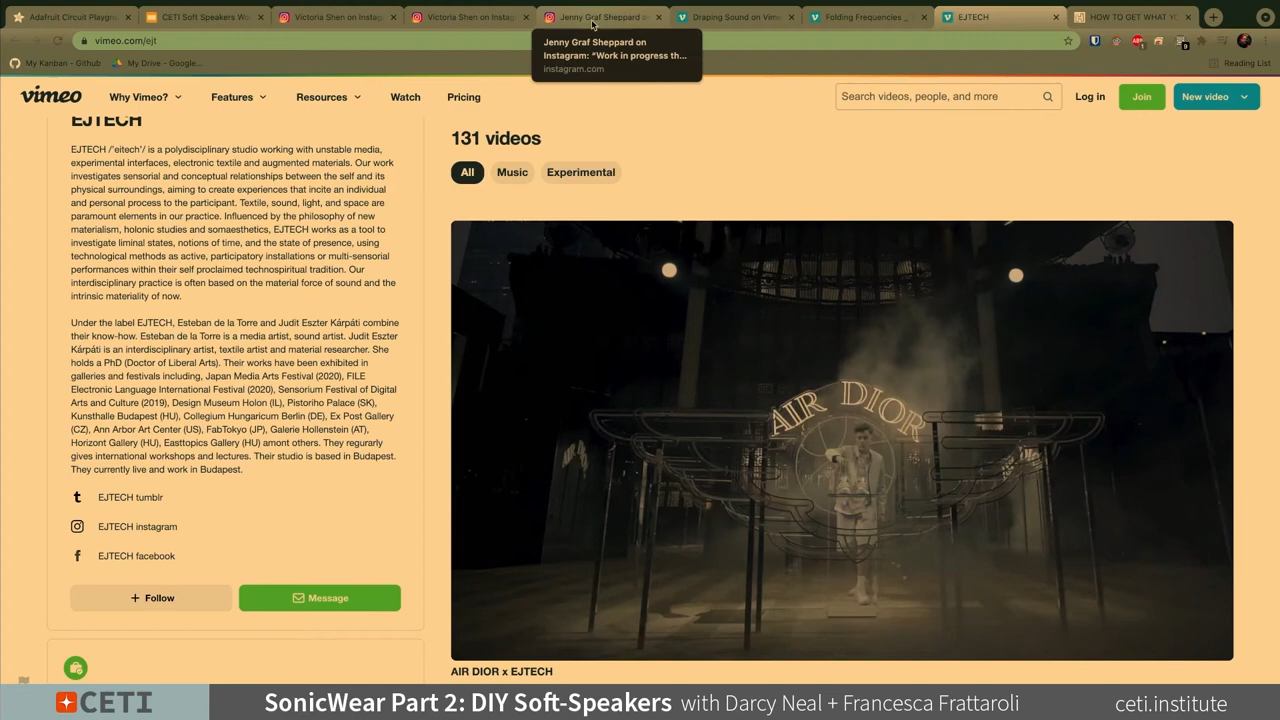 Adafruit Circuit Playgro
CETI Soft Speakers Wo
Victoria Shen on Instag
Victoria Shen on Instag
Jenny Graf Sheppard o
Draping Sound on Vime
Folding Frequencies _
EJTECH
HOW TO GET WHAT Y
vimeo.com/ejt
My Kanban - Github
My Drive - Google...
Reading List
Jenny Graf Sheppard on
Instagram: “Work in progress th...
instagram.com
vimeo
Why Vimeo?
Features
Resources
Watch
Pricing
Search videos, people, and more
Log in
Join
New video
EJTECH
EJTECH /'eitech'/ is a polydisciplinary studio working with unstable media,
experimental interfaces, electronic textile and augmented materials. Our work
investigates sensorial and conceptual relationships between the self and its
physical surroundings, aiming to create experiences that incite an individual
and personal process to the participant. Textile, sound, light, and space are
paramount elements in our practice. Influenced by the philosophy of new
materialism, holonic studies and somaesthetics, EJTECH works as a tool to
investigate liminal states, notions of time, and the state of presence, using
technological methods as active, participatory installations or multi-sensorial
performances within their self proclaimed technospiritual tradition. Our
interdisciplinary practice is often based on the material force of sound and the
intrinsic materiality of now.
Under the label EJTECH, Esteban de la Torre and Judit Eszter Kárpáti combine
their know-how. Esteban de la Torre is a media artist, sound artist. Judit Eszter
Kárpáti is an interdisciplinary artist, textile artist and material researcher. She
holds a PhD (Doctor of Liberal Arts). Their works have been exhibited in
galleries and festivals including, Japan Media Arts Festival (2020), FILE
Electronic Language International Festival (2020), Sensorium Festival of Digital
Arts and Culture (2019), Design Museum Holon (IL), Pistoriho Palace (SK),
Kunsthalle Budapest (HU), Collegium Hungaricum Berlin (DE), Ex Post Gallery
(CZ), Ann Arbor Art Center (US), FabTokyo (JP), Galerie Hollenstein (AT),
Horizont Gallery (HU), Easttopics Gallery (HU) among others. They regurarly
gives international workshops and lectures. Their studio is based in Budapest.
They currently live and work in Budapest.
EJTECH tumblr
EJTECH instagram
EJTECH facebook
Follow
Message
131 videos
All
Music
Experimental
AIR DIOR
AIR DIOR x EJTECH
CETI
SonicWear Part 2: DIY Soft-Speakers with Darcy Neal + Francesca Frattaroli
ceti.institute